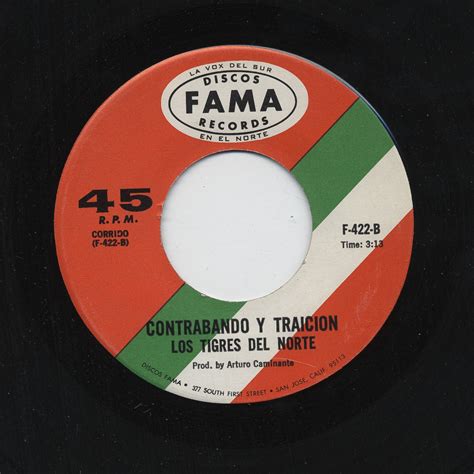 LA VOZ DEL SUR
DISCOS
FAMA
RECORDS
EN EL NORTE
45
R.P.M.
CORRIDO
(F-422-B)
F-422-B
Time: 3:13
CONTRABANDO Y TRAICION
LOS TIGRES DEL NORTE
Prod. by Arturo Caminante
DISCOS FAMA • 377 SOUTH FIRST STREET • SAN JOSE, CALIF. 95113